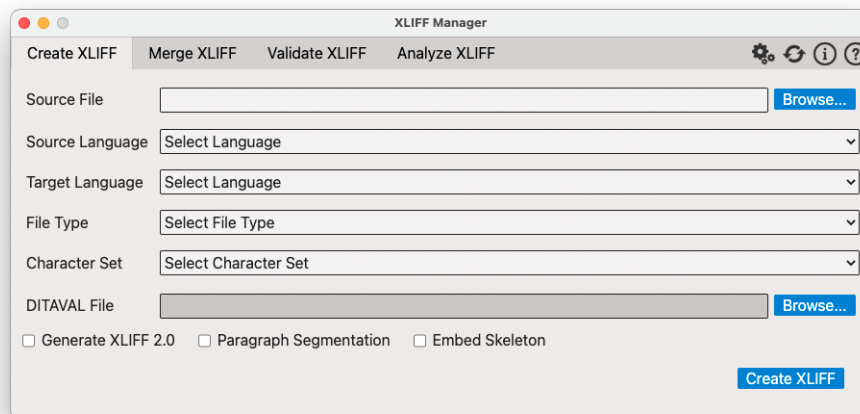 XLIFF Manager
Create XLIFF Merge XLIFF Validate XLIFF Analyze XLIFF
Source File Browse...
Source Language Select Language
Target Language Select Language
File Type Select File Type
Character Set Select Character Set
DITAVAL File Browse...
Generate XLIFF 2.0 Paragraph Segmentation Embed Skeleton
Create XLIFF